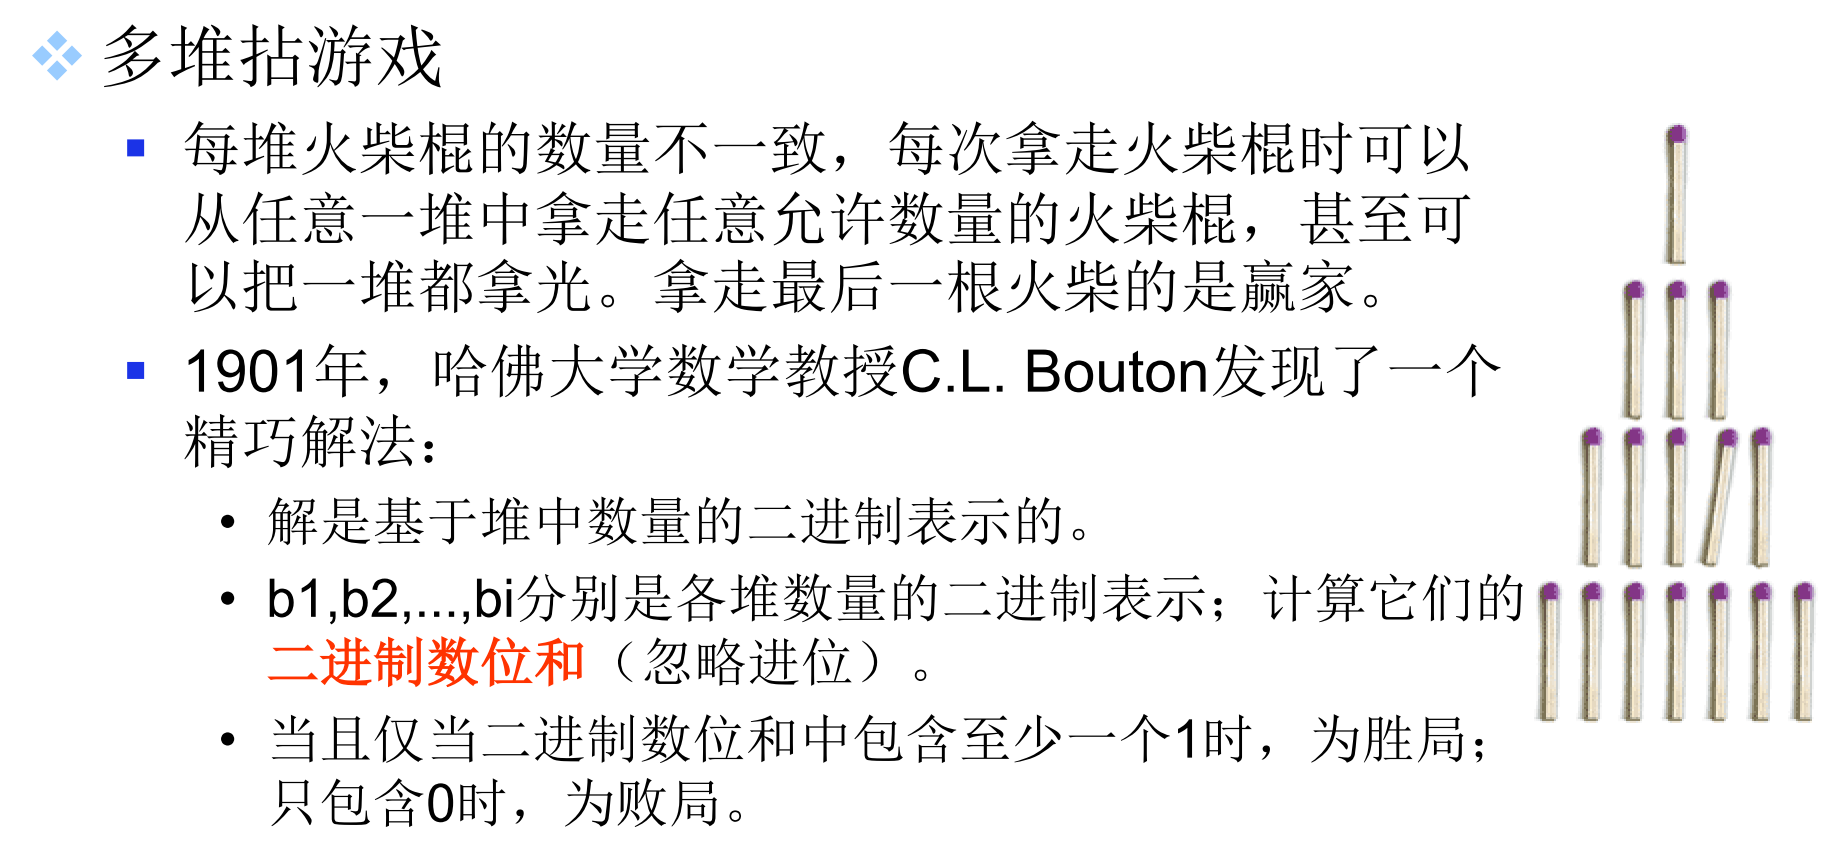 多堆拈游戏
每堆火柴棍的数量不一致，每次拿走火柴棍时可以
从任意一堆中拿走任意允许数量的火柴棍，甚至可
以把一堆都拿光。拿走最后一根火柴的是赢家。
1901年，哈佛大学数学教授C.L. Bouton发现了一个
精巧解法：
解是基于堆中数量的二进制表示的。
b1,b2,...,bi分别是各堆数量的二进制表示；计算它们的
二进制数位和（忽略进位）。
当且仅当二进制数位和中包含至少一个1时，为胜局；
只包含0时，为败局。